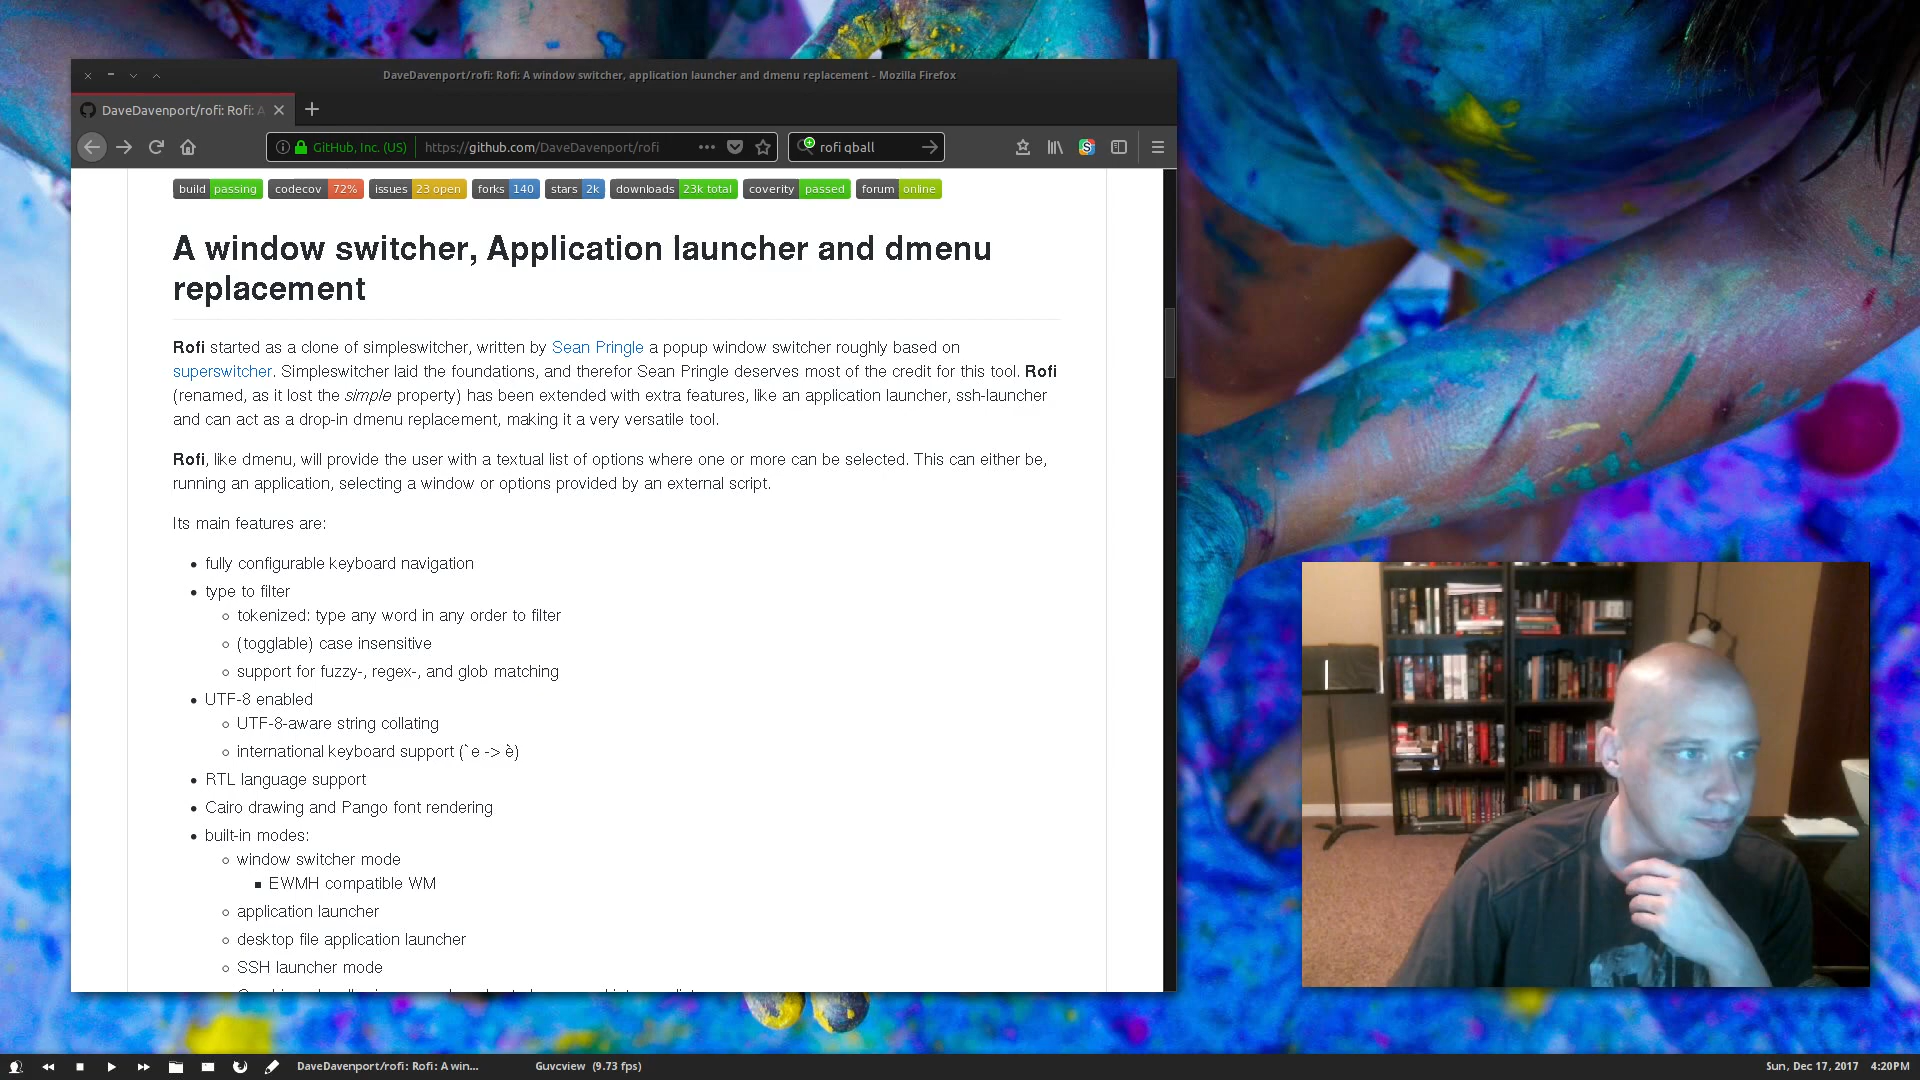 DaveDavenport/rofi: Rofi: A window switcher, application launcher and dmenu replacement - Mozilla Firefox
DaveDavenport/rofi: Rofi: A
GitHub, Inc. (US)
https://github.com/DaveDavenport/rofi
rofi qball
build passing
codecov 72%
issues 23 open
forks 140
stars 2k
downloads 23k total
coverity passed
forum online
A window switcher, Application launcher and dmenu
replacement
Rofi started as a clone of simpleswitcher, written by Sean Pringle a popup window switcher roughly based on
superswitcher. Simpleswitcher laid the foundations, and therefor Sean Pringle deserves most of the credit for this tool. Rofi
(renamed, as it lost the simple property) has been extended with extra features, like an application launcher, ssh-launcher
and can act as a drop-in dmenu replacement, making it a very versatile tool.
Rofi, like dmenu, will provide the user with a textual list of options where one or more can be selected. This can either be,
running an application, selecting a window or options provided by an external script.
Its main features are:
fully configurable keyboard navigation
type to filter
tokenized: type any word in any order to filter
(togglable) case insensitive
support for fuzzy-, regex-, and glob matching
UTF-8 enabled
UTF-8-aware string collating
international keyboard support (`e -> è)
RTL language support
Cairo drawing and Pango font rendering
built-in modes:
window switcher mode
EWMH compatible WM
application launcher
desktop file application launcher
SSH launcher mode
DaveDavenport/rofi: Rofi: A win...
Guvcview (9.73 fps)
Sun, Dec 17, 2017 4:20PM